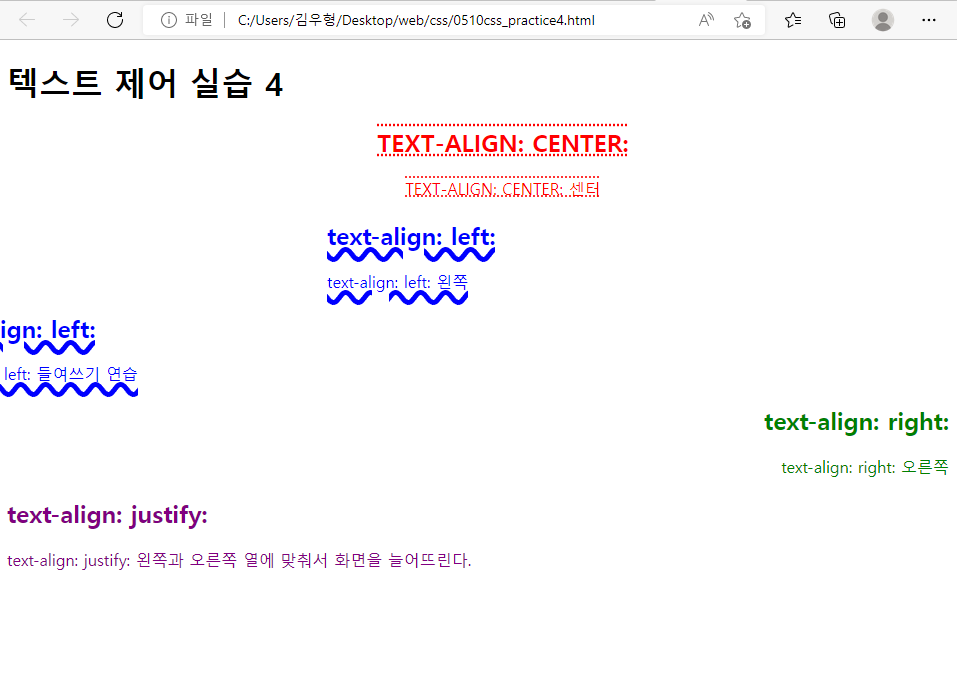 파일
C:/Users/김우형/Desktop/web/css/0510css_practice4.html
텍스트 제어 실습 4
TEXT-ALIGN: CENTER:
TEXT-ALIGN: CENTER: 센터
text-align: left:
text-align: left: 왼쪽
ign: left:
left: 들여쓰기 연습
text-align: right:
text-align: right: 오른쪽
text-align: justify:
text-align: justify: 왼쪽과 오른쪽 열에 맞춰서 화면을 늘어뜨린다.